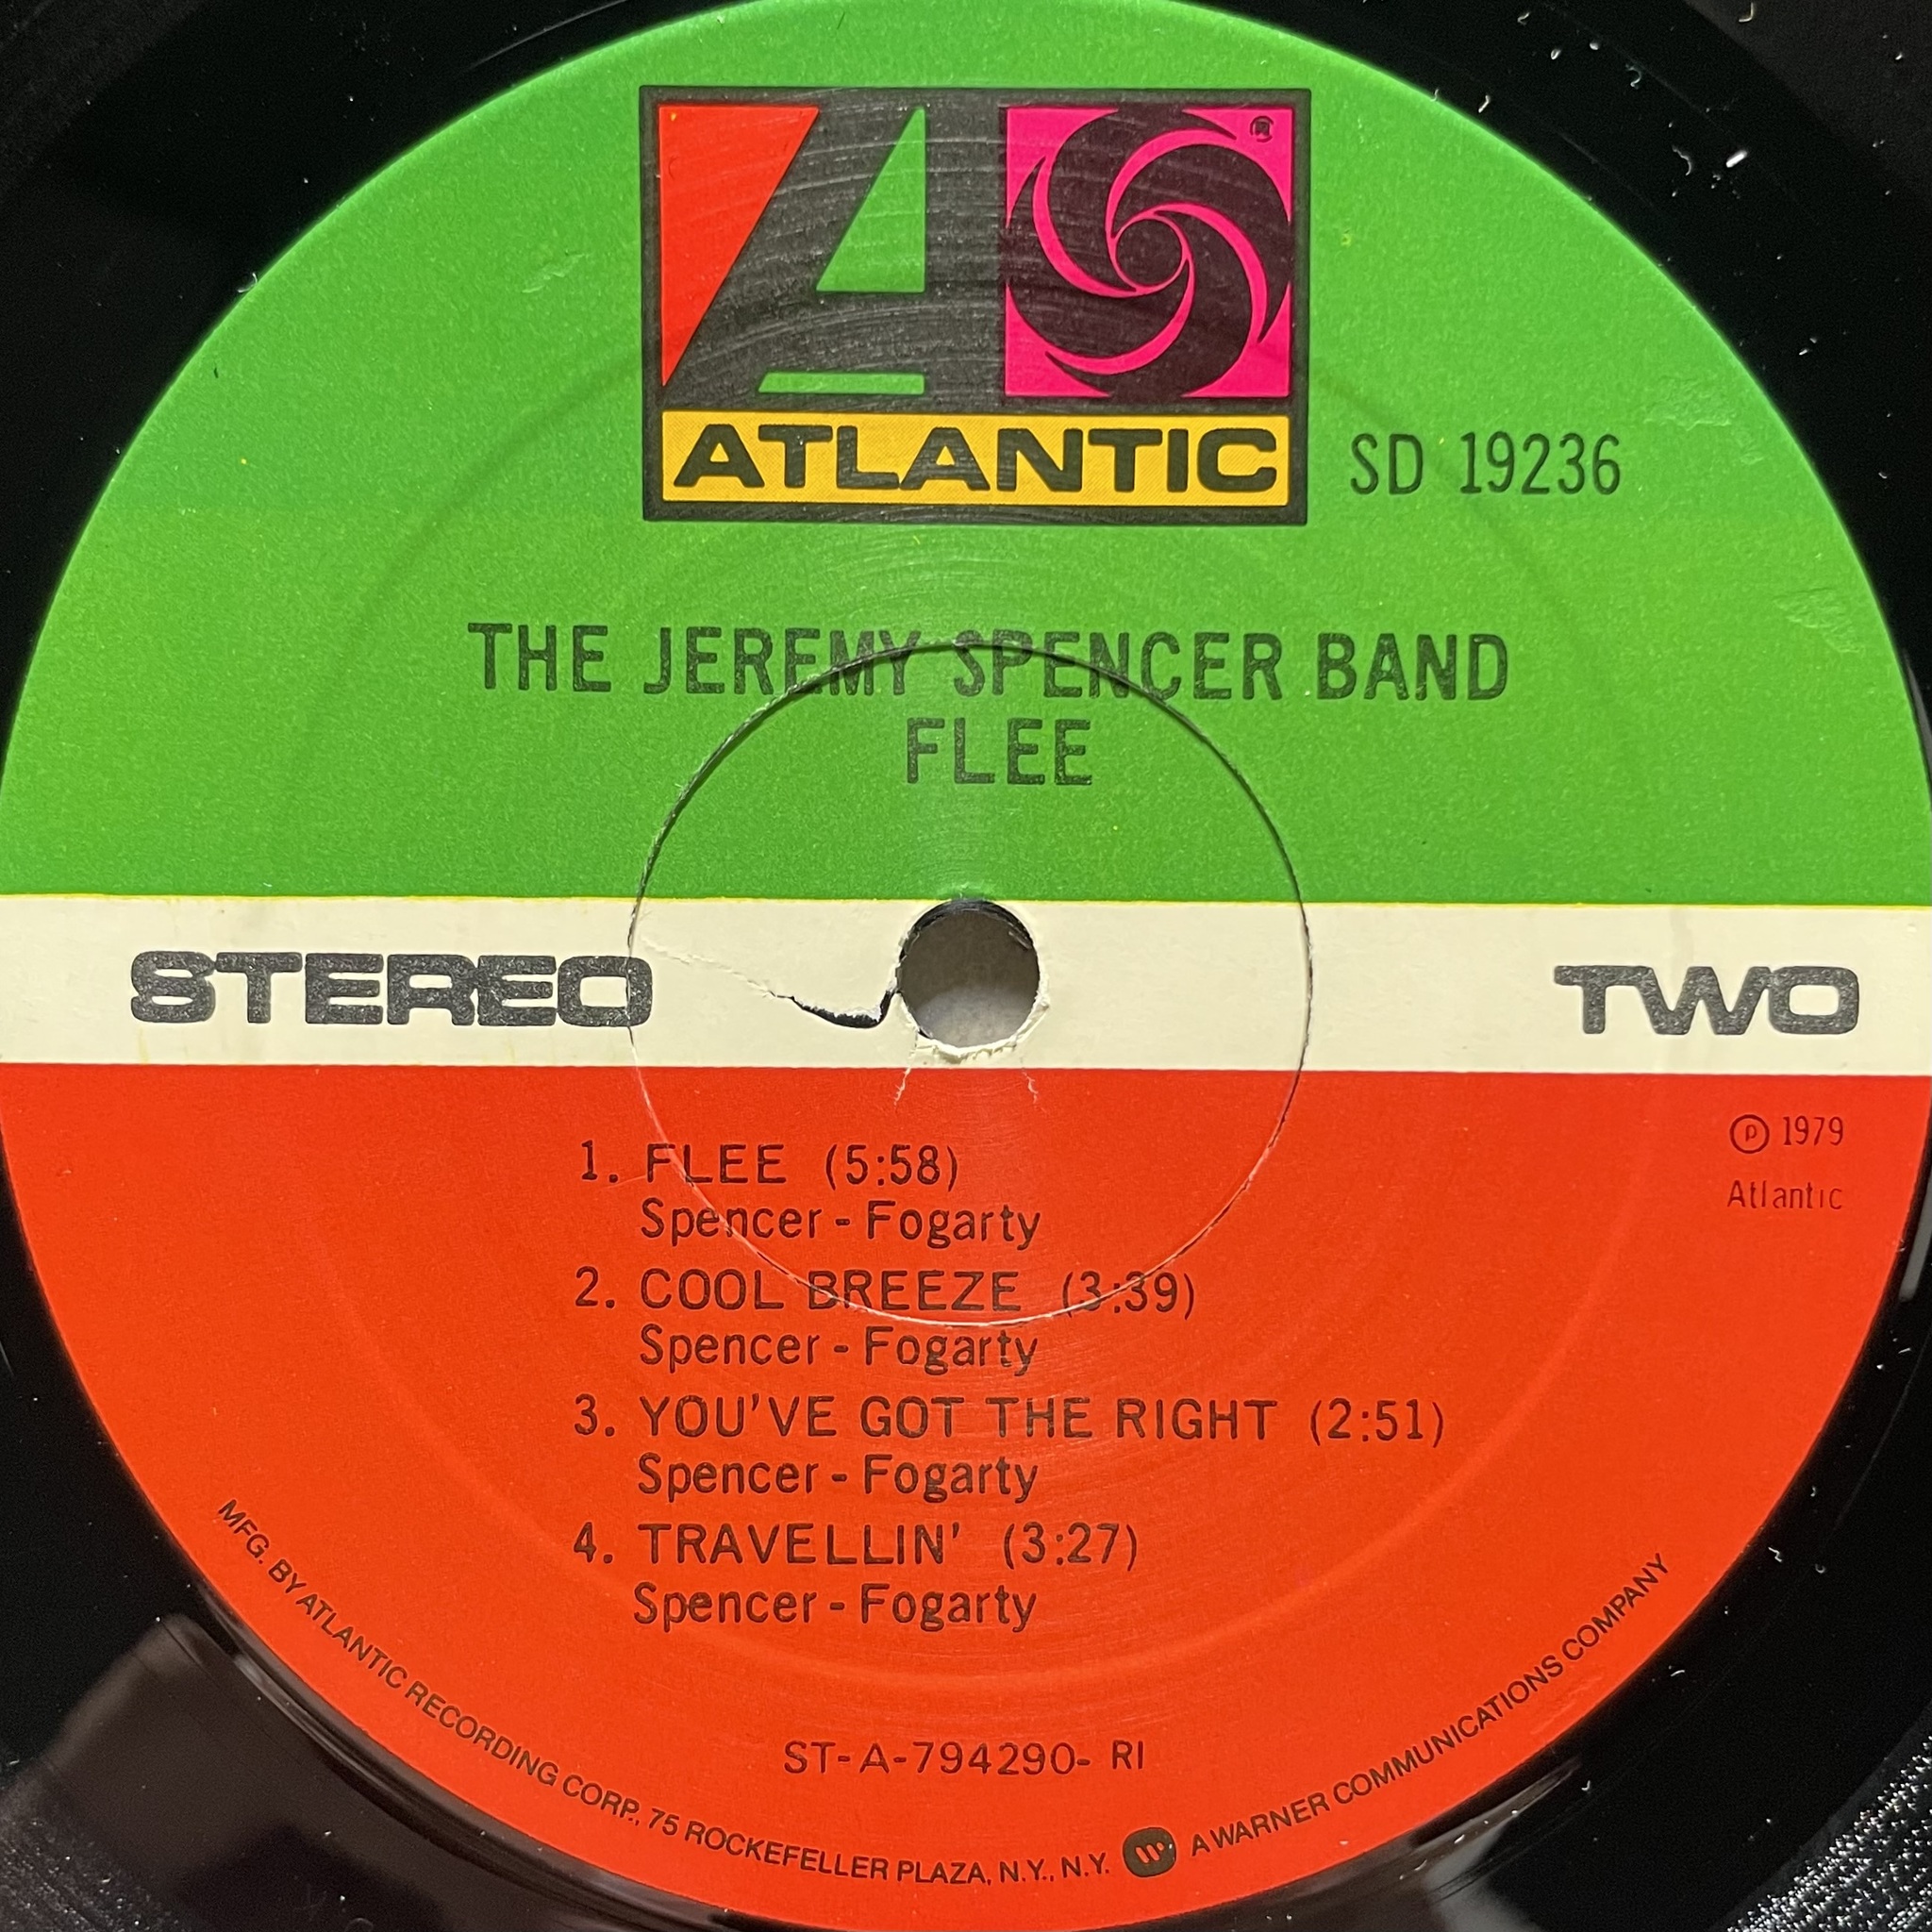 ATLANTIC
SD 19236
THE JEREMY SPENCER BAND
FLEE
STEREO
TWO
℗ 1979
Atlantic
1. FLEE (5:58)
Spencer - Fogarty
2. COOL BREEZE (3:39)
Spencer - Fogarty
3. YOU'VE GOT THE RIGHT (2:51)
Spencer - Fogarty
4. TRAVELLIN' (3:27)
Spencer - Fogarty
ST-A-794290- RI
MFG. BY ATLANTIC RECORDING CORP., 75 ROCKEFELLER PLAZA, N.Y., N.Y. A WARNER COMMUNICATIONS COMPANY